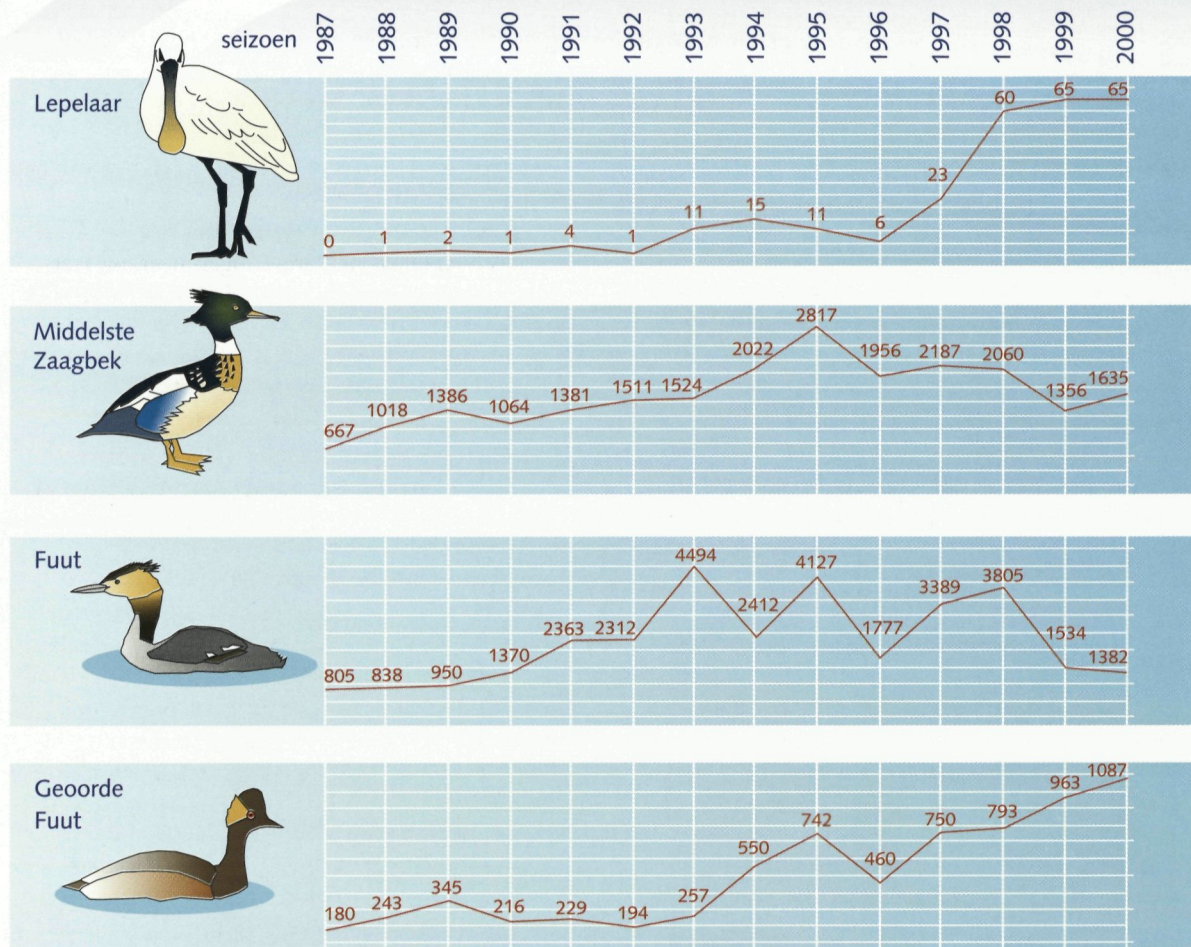 seizoen 1987 1988 1989 1990 1991 1992 1993 1994 1995 1996 1997 1998 1999 2000
Lepelaar
0 1 2 1 4 1 11 15 11 6 23 60 65 65
Middelste
Zaagbek
667 1018 1386 1064 1381 1511 1524 2022 2817 1956 2187 2060 1356 1635
Fuut
805 838 950 1370 2363 2312 4494 2412 4127 1777 3389 3805 1534 1382
Geoorde
Fuut
180 243 345 216 229 194 257 550 742 460 750 793 963 1087